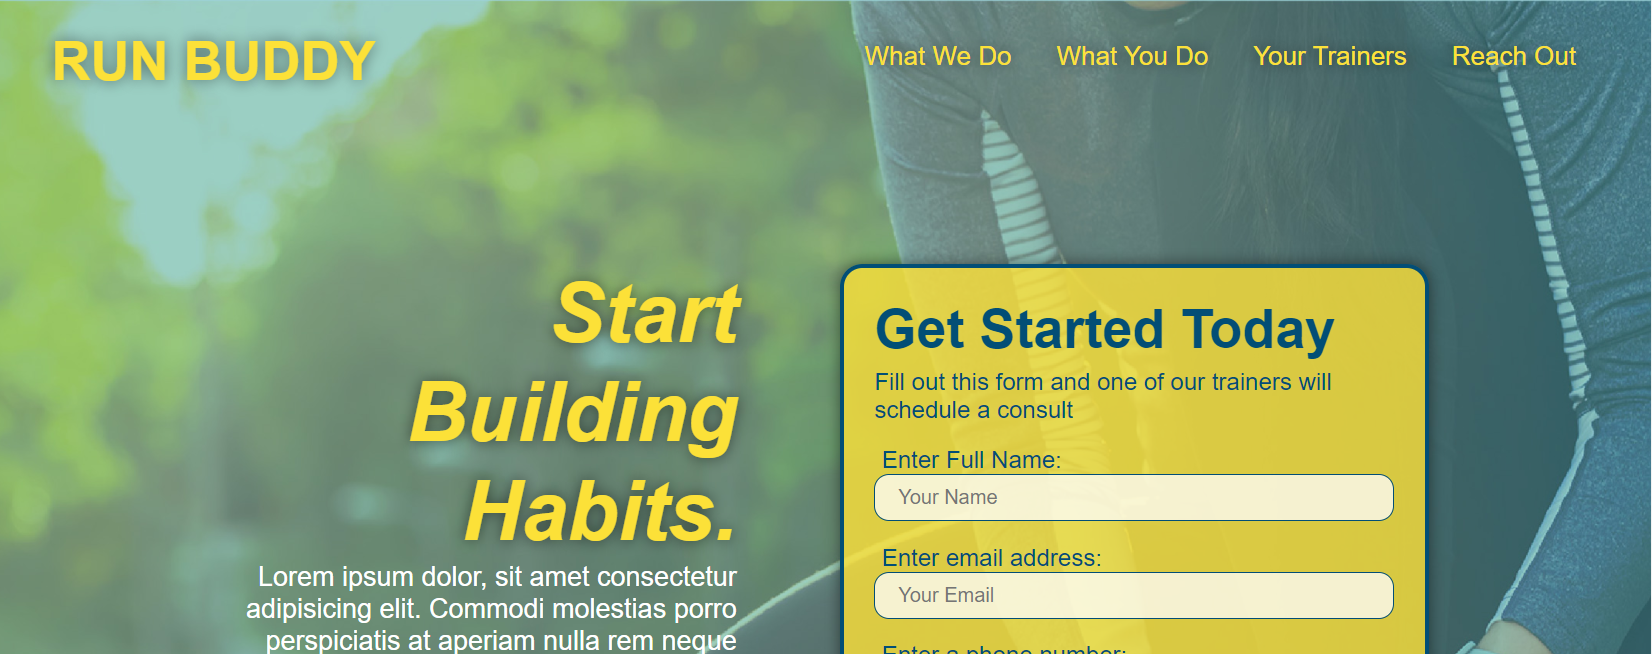 RUN BUDDY
What We Do
What You Do
Your Trainers
Reach Out
Start
Building
Habits.
Lorem ipsum dolor, sit amet consectetur
adipisicing elit. Commodi molestias porro
perspiciatis at aperiam nulla rem neque
Get Started Today
Fill out this form and one of our trainers will
schedule a consult
Enter Full Name:
Your Name
Enter email address:
Your Email
Enter a phone number: